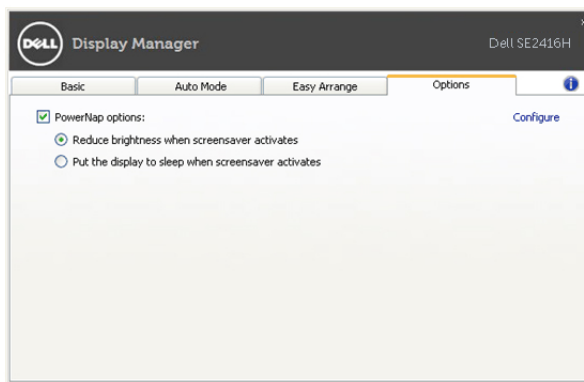 DELL Display Manager Dell SE2416H
Basic Auto Mode Easy Arrange Options
PowerNap options: Configure
Reduce brightness when screensaver activates
Put the display to sleep when screensaver activates